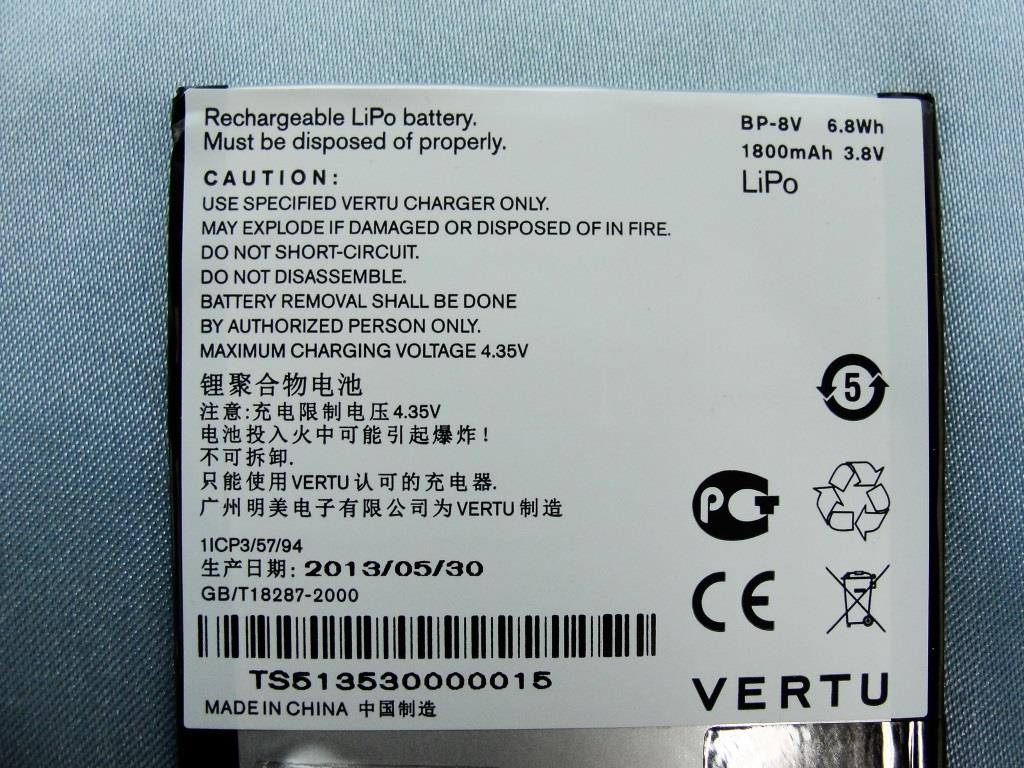 Rechargeable LiPo battery.
Must be disposed of properly.
BP-8V 6.8Wh
1800mAh 3.8V
LiPo
CAUTION:
USE SPECIFIED VERTU CHARGER ONLY.
MAY EXPLODE IF DAMAGED OR DISPOSED OF IN FIRE.
DO NOT SHORT-CIRCUIT.
DO NOT DISASSEMBLE.
BATTERY REMOVAL SHALL BE DONE
BY AUTHORIZED PERSON ONLY.
MAXIMUM CHARGING VOLTAGE 4.35V
锂聚合物电池
注意:充电限制电压4.35V
电池投入火中可能引起爆炸!
不可拆卸.
只能使用VERTU认可的充电器.
广州明美电子有限公司为VERTU制造
5
PG
1ICP3/57/94
生产日期: 2013/05/30
GB/T18287-2000
CE
TS513530000015
MADE IN CHINA 中国制造
VERTU